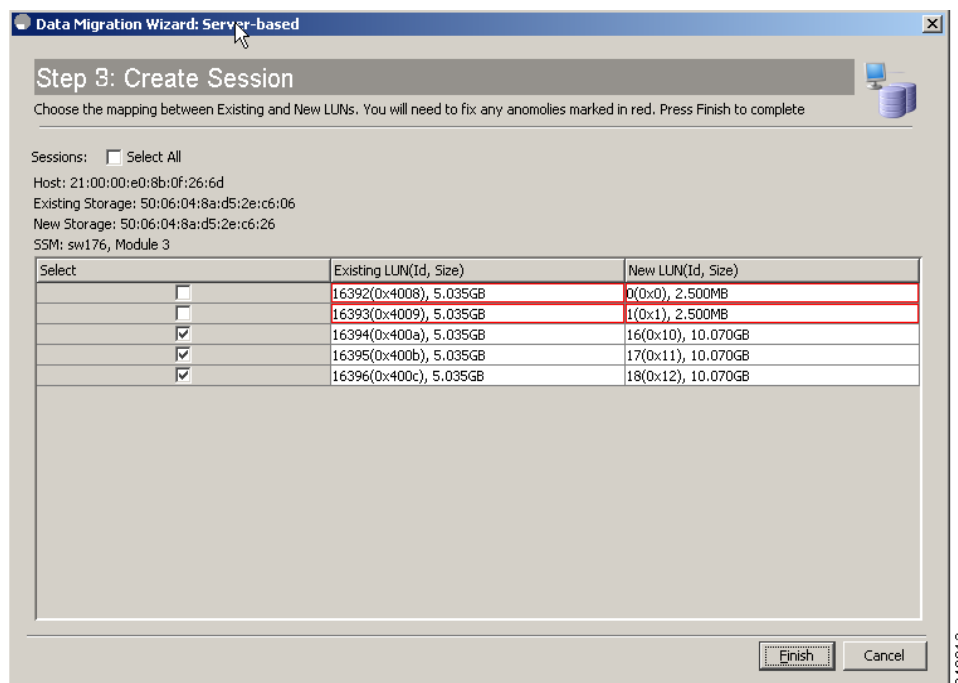 Data Migration Wizard: Server-based
Step 3: Create Session
Choose the mapping between Existing and New LUNs. You will need to fix any anomolies marked in red. Press Finish to complete
Sessions: Select All
Host: 21:00:00:e0:8b:0f:26:6d
Existing Storage: 50:06:04:8a:d5:2e:c6:06
New Storage: 50:06:04:8a:d5:2e:c6:26
SSM: sw176, Module 3
Select Existing LUN(Id, Size) New LUN(Id, Size)
16392(0x4008), 5.035GB 0(0x0), 2.500MB
16393(0x4009), 5.035GB 1(0x1), 2.500MB
16394(0x400a), 5.035GB 16(0x10), 10.070GB
16395(0x400b), 5.035GB 17(0x11), 10.070GB
16396(0x400c), 5.035GB 18(0x12), 10.070GB
Finish Cancel